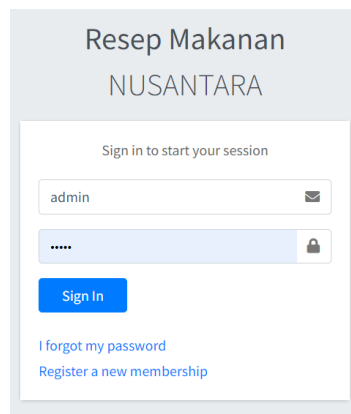 Resep Makanan
NUSANTARA
Sign in to start your session
admin
•••••
Sign In
I forgot my password
Register a new membership